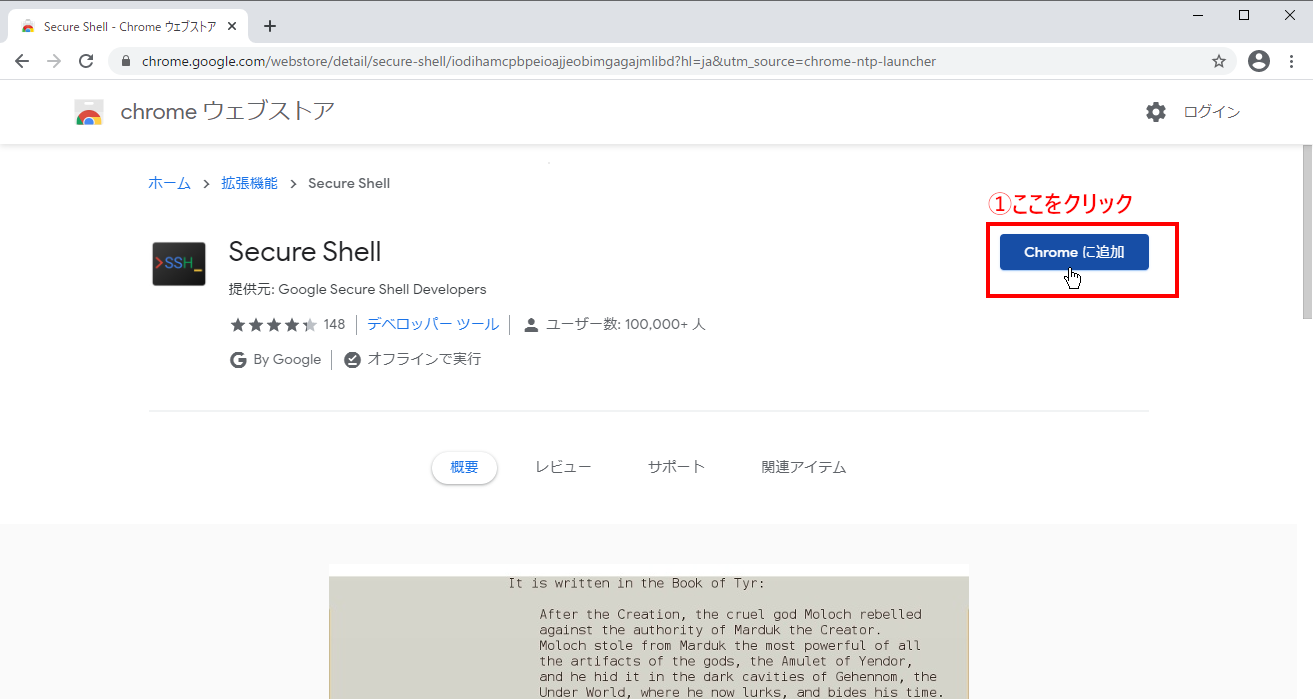 Secure Shell - Chrome ウェブストア
chrome.google.com/webstore/detail/secure-shell/iodihamcpbpeioajjeobimgagajmlibd?hl=ja&utm_source=chrome-ntp-launcher
chrome ウェブストア
ログイン
ホーム > 拡張機能 > Secure Shell
①ここをクリック
>SSH_
Secure Shell
Chrome に追加
提供元: Google Secure Shell Developers
148 デベロッパー ツール ユーザー数: 100,000+ 人
By Google オフラインで実行
概要 レビュー サポート 関連アイテム
It is written in the Book of Tyr:
After the Creation, the cruel god Moloch rebelled
against the authority of Marduk the Creator.
Moloch stole from Marduk the most powerful of all
the artifacts of the gods, the Amulet of Yendor,
and he hid it in the dark cavities of Gehennom, the
Under World, where he now lurks, and bides his time.